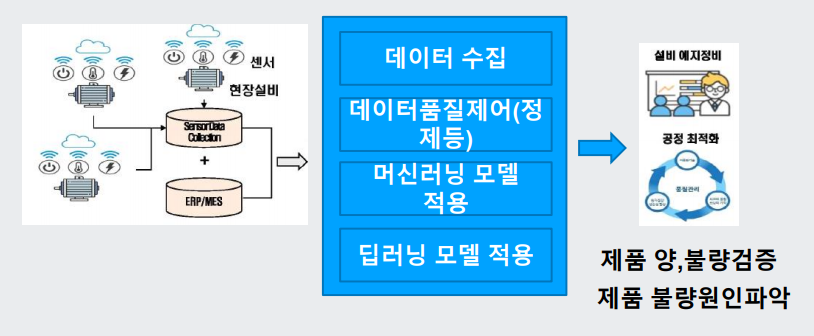 센서
현장설비
SensorData
Collection
+
ERP/MES
데이터 수집
데이터품질제어(정
제등)
머신러닝 모델
적용
딥러닝 모델 적용
설비 예지정비
공정 최적화
품질관리
제품 양,불량검증
제품 불량원인파악